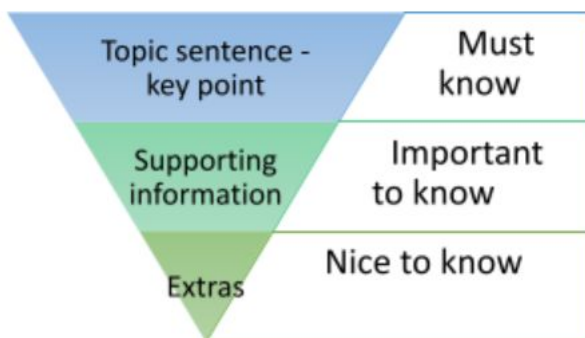 Topic sentence -
key point
Must
know
Supporting
information
Important
to know
Extras
Nice to know